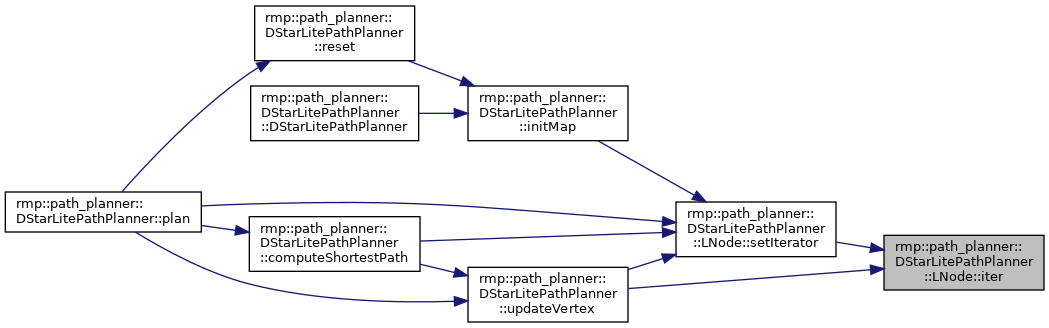 rmp::path_planner::
DStarLitePathPlanner
::reset
rmp::path_planner::
DStarLitePathPlanner
::DStarLitePathPlanner
rmp::path_planner::
DStarLitePathPlanner
::initMap
rmp::path_planner::
DStarLitePathPlanner::plan
rmp::path_planner::
DStarLitePathPlanner
::computeShortestPath
rmp::path_planner::
DStarLitePathPlanner
::LNode::setIterator
rmp::path_planner::
DStarLitePathPlanner
::LNode::iter
rmp::path_planner::
DStarLitePathPlanner
::updateVertex